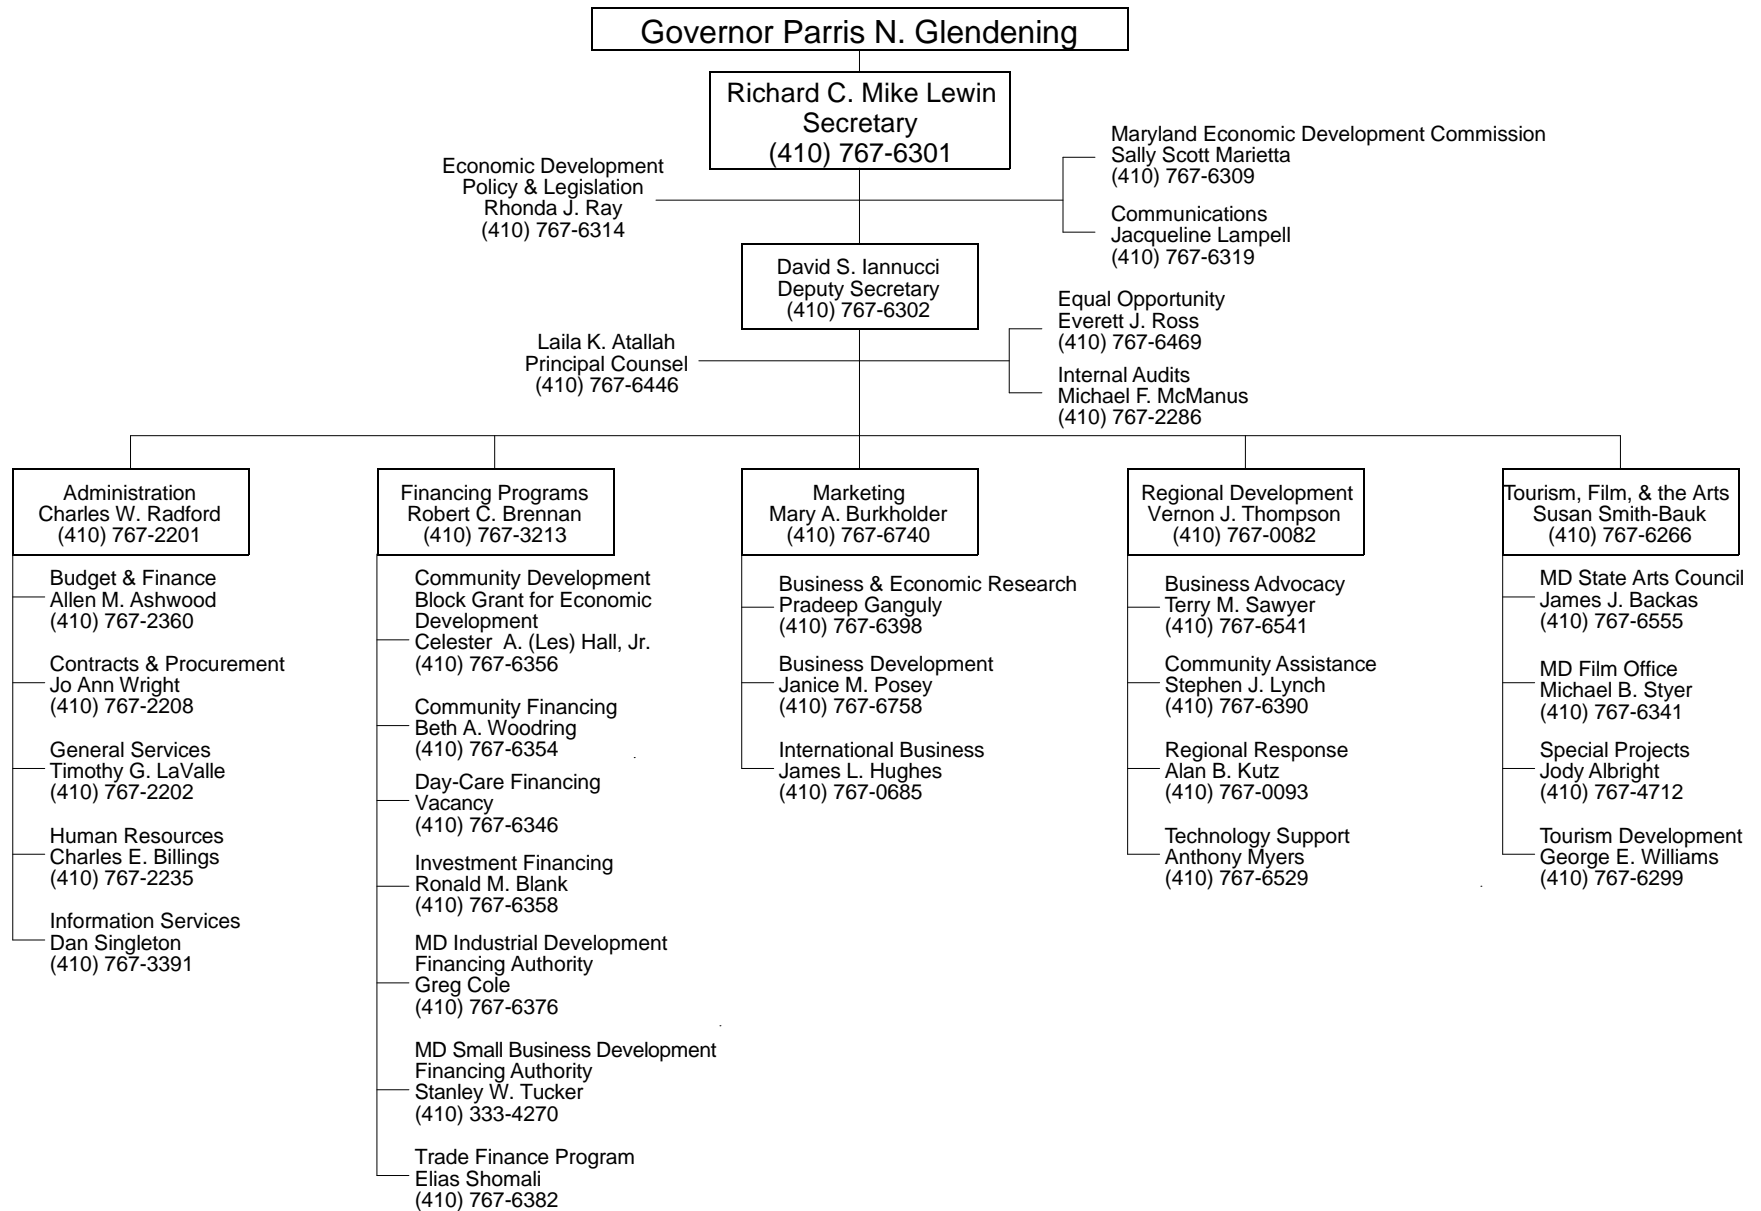 Governor Parris N. Glendening
Richard C. Mike Lewin
Secretary
(410) 767-6301
Economic Development
Policy & Legislation
Rhonda J. Ray
(410) 767-6314
Maryland Economic Development Commission
Sally Scott Marietta
(410) 767-6309
Communications
Jacqueline Lampell
(410) 767-6319
David S. Iannucci
Deputy Secretary
(410) 767-6302
Laila K. Atallah
Principal Counsel
(410) 767-6446
Equal Opportunity
Everett J. Ross
(410) 767-6469
Internal Audits
Michael F. McManus
(410) 767-2286
Administration
Charles W. Radford
(410) 767-2201
Budget & Finance
Allen M. Ashwood
(410) 767-2360
Contracts & Procurement
Jo Ann Wright
(410) 767-2208
General Services
Timothy G. LaValle
(410) 767-2202
Human Resources
Charles E. Billings
(410) 767-2235
Information Services
Dan Singleton
(410) 767-3391
Financing Programs
Robert C. Brennan
(410) 767-3213
Community Development
Block Grant for Economic
Development
Celester A. (Les) Hall, Jr.
(410) 767-6356
Community Financing
Beth A. Woodring
(410) 767-6354
Day-Care Financing
Vacancy
(410) 767-6346
Investment Financing
Ronald M. Blank
(410) 767-6358
MD Industrial Development
Financing Authority
Greg Cole
(410) 767-6376
MD Small Business Development
Financing Authority
Stanley W. Tucker
(410) 333-4270
Trade Finance Program
Elias Shomali
(410) 767-6382
Marketing
Mary A. Burkholder
(410) 767-6740
Business & Economic Research
Pradeep Ganguly
(410) 767-6398
Business Development
Janice M. Posey
(410) 767-6758
International Business
James L. Hughes
(410) 767-0685
Regional Development
Vernon J. Thompson
(410) 767-0082
Business Advocacy
Terry M. Sawyer
(410) 767-6541
Community Assistance
Stephen J. Lynch
(410) 767-6390
Regional Response
Alan B. Kutz
(410) 767-0093
Technology Support
Anthony Myers
(410) 767-6529
Tourism, Film, & the Arts
Susan Smith-Bauk
(410) 767-6266
MD State Arts Council
James J. Backas
(410) 767-6555
MD Film Office
Michael B. Styer
(410) 767-6341
Special Projects
Jody Albright
(410) 767-4712
Tourism Development
George E. Williams
(410) 767-6299